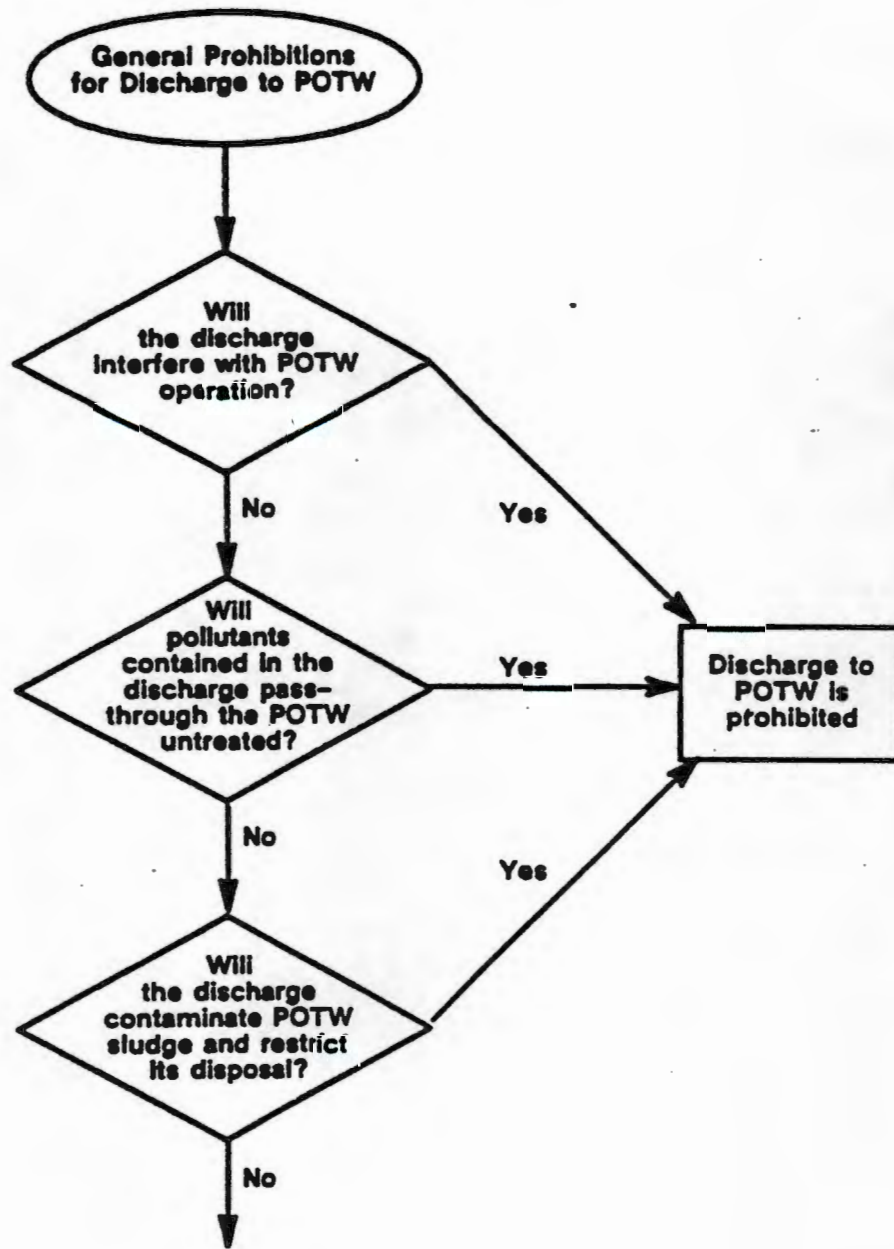 General Prohibitions
for Discharge to POTW
Will
the discharge
interfere with POTW
operation?
No
Yes
Will
pollutants
contained in the
discharge pass-
through the POTW
untreated?
Yes
Discharge to
POTW is
prohibited
No
Yes
Will
the discharge
contaminate POTW
sludge and restrict
its disposal?
No